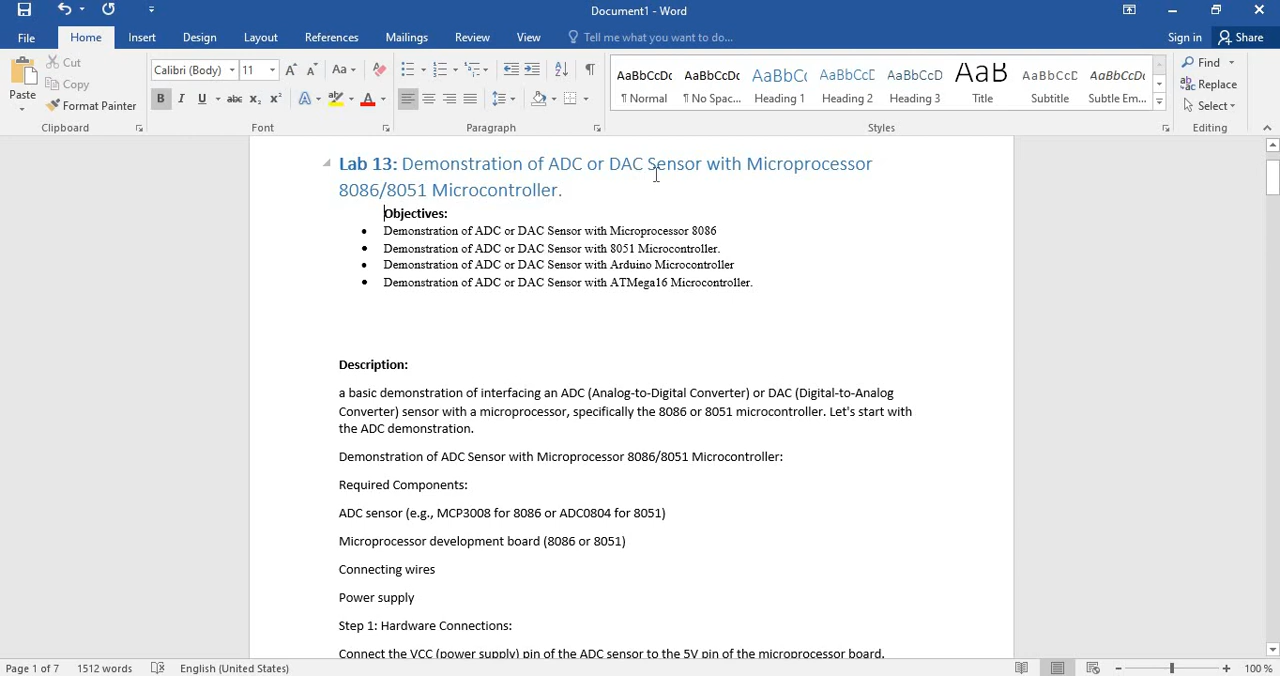 Document1 - Word
File Home Insert Design Layout References Mailings Review View Tell me what you want to do... Sign in Share
Paste
Cut
Copy
Format Painter
Clipboard
Calibri (Body) 11
Font
Paragraph
AaBbCcDc AaBbCcDc AaBbCc AaBbCcE AaBbCcD AaB AaBbCcE AaBbCcDc
¶ Normal ¶ No Spac... Heading 1 Heading 2 Heading 3 Title Subtitle Subtle Em...
Styles
Find
Replace
Select
Editing
Lab 13: Demonstration of ADC or DAC Sensor with Microprocessor
8086/8051 Microcontroller.
Objectives:
• Demonstration of ADC or DAC Sensor with Microprocessor 8086
• Demonstration of ADC or DAC Sensor with 8051 Microcontroller.
• Demonstration of ADC or DAC Sensor with Arduino Microcontroller
• Demonstration of ADC or DAC Sensor with ATMega16 Microcontroller.
Description:
a basic demonstration of interfacing an ADC (Analog-to-Digital Converter) or DAC (Digital-to-Analog
Converter) sensor with a microprocessor, specifically the 8086 or 8051 microcontroller. Let's start with
the ADC demonstration.
Demonstration of ADC Sensor with Microprocessor 8086/8051 Microcontroller:
Required Components:
ADC sensor (e.g., MCP3008 for 8086 or ADC0804 for 8051)
Microprocessor development board (8086 or 8051)
Connecting wires
Power supply
Step 1: Hardware Connections:
Connect the VCC (power supply) pin of the ADC sensor to the 5V pin of the microprocessor board.
Page 1 of 7 1512 words English (United States) 100 %